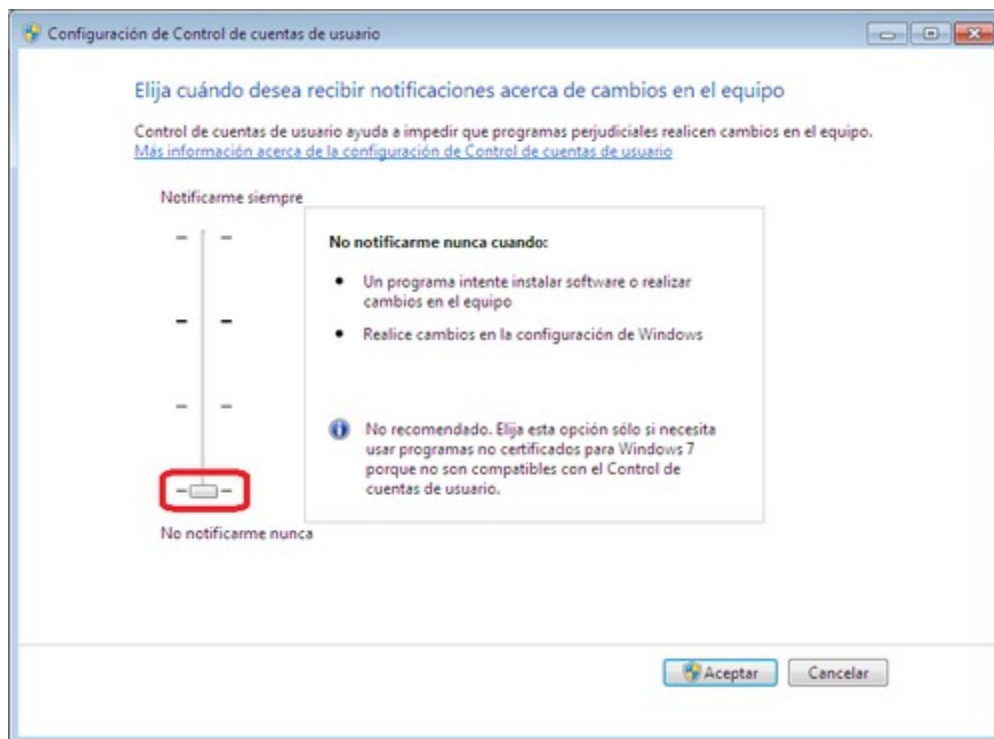 Configuración de Control de cuentas de usuario
Elija cuándo desea recibir notificaciones acerca de cambios en el equipo
Control de cuentas de usuario ayuda a impedir que programas perjudiciales realicen cambios en el equipo.
Más información acerca de la configuración de Control de cuentas de usuario
Notificarme siempre
No notificarme nunca cuando:
Un programa intente instalar software o realizar
cambios en el equipo
Realice cambios en la configuración de Windows
No recomendado. Elija esta opción sólo si necesita
usar programas no certificados para Windows 7
porque no son compatibles con el Control de
cuentas de usuario.
No notificarme nunca
Aceptar
Cancelar